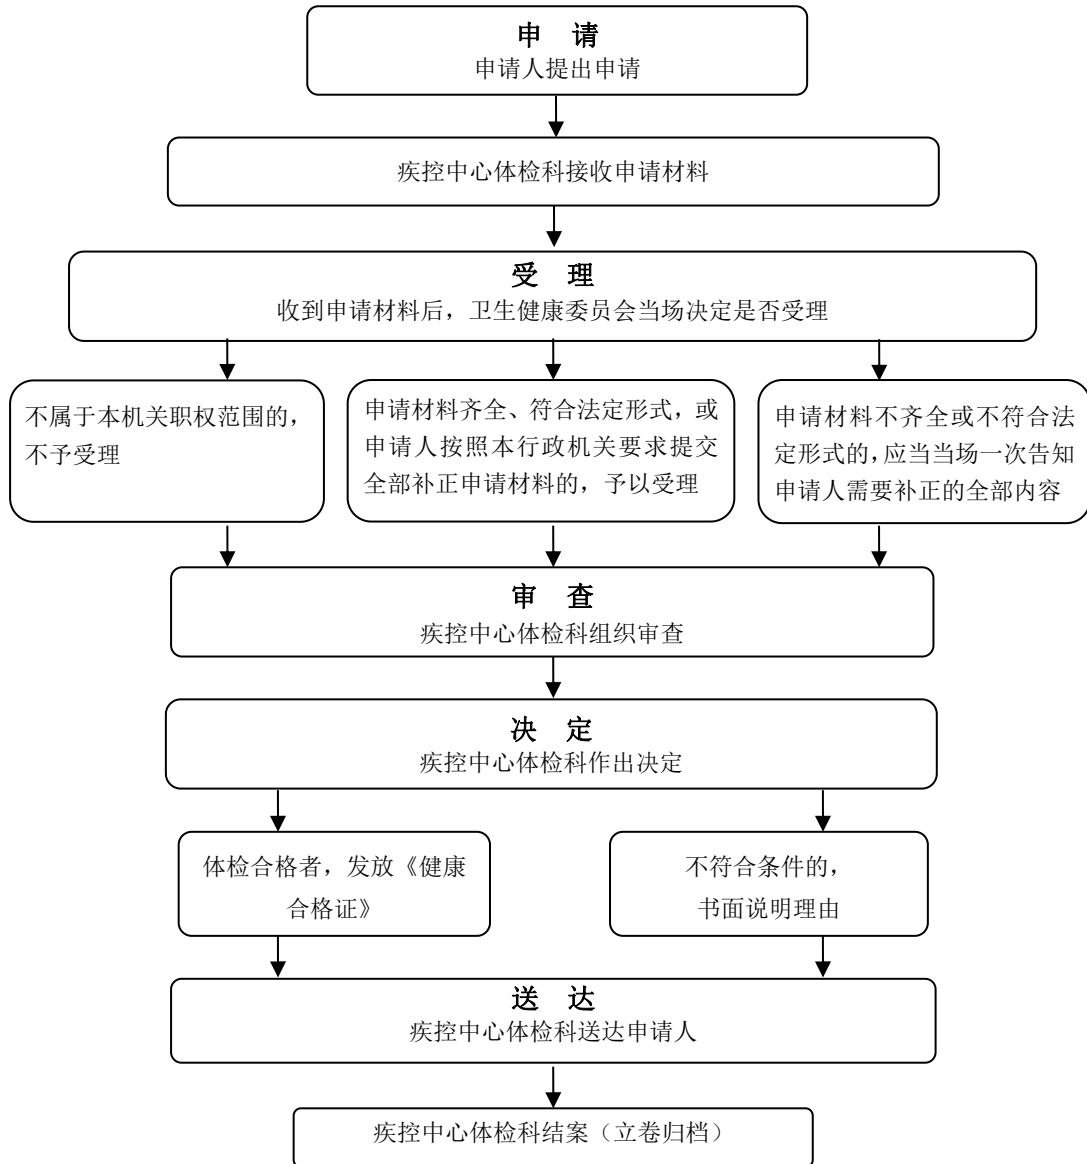 申 请
申请人提出申请
疾控中心体检科接收申请材料
受 理
收到申请材料后，卫生健康委员会当场决定是否受理
不属于本机关职权范围的，
不予受理
申请材料齐全、符合法定形式，或
申请人按照本行政机关要求提交
全部补正申请材料的，予以受理
申请材料不齐全或不符合法
定形式的，应当当场一次告知
申请人需要补正的全部内容
审 查
疾控中心体检科组织审查
决 定
疾控中心体检科作出决定
体检合格者，发放《健康
合格证》
不符合条件的，
书面说明理由
送 达
疾控中心体检科送达申请人
疾控中心体检科结案（立卷归档）